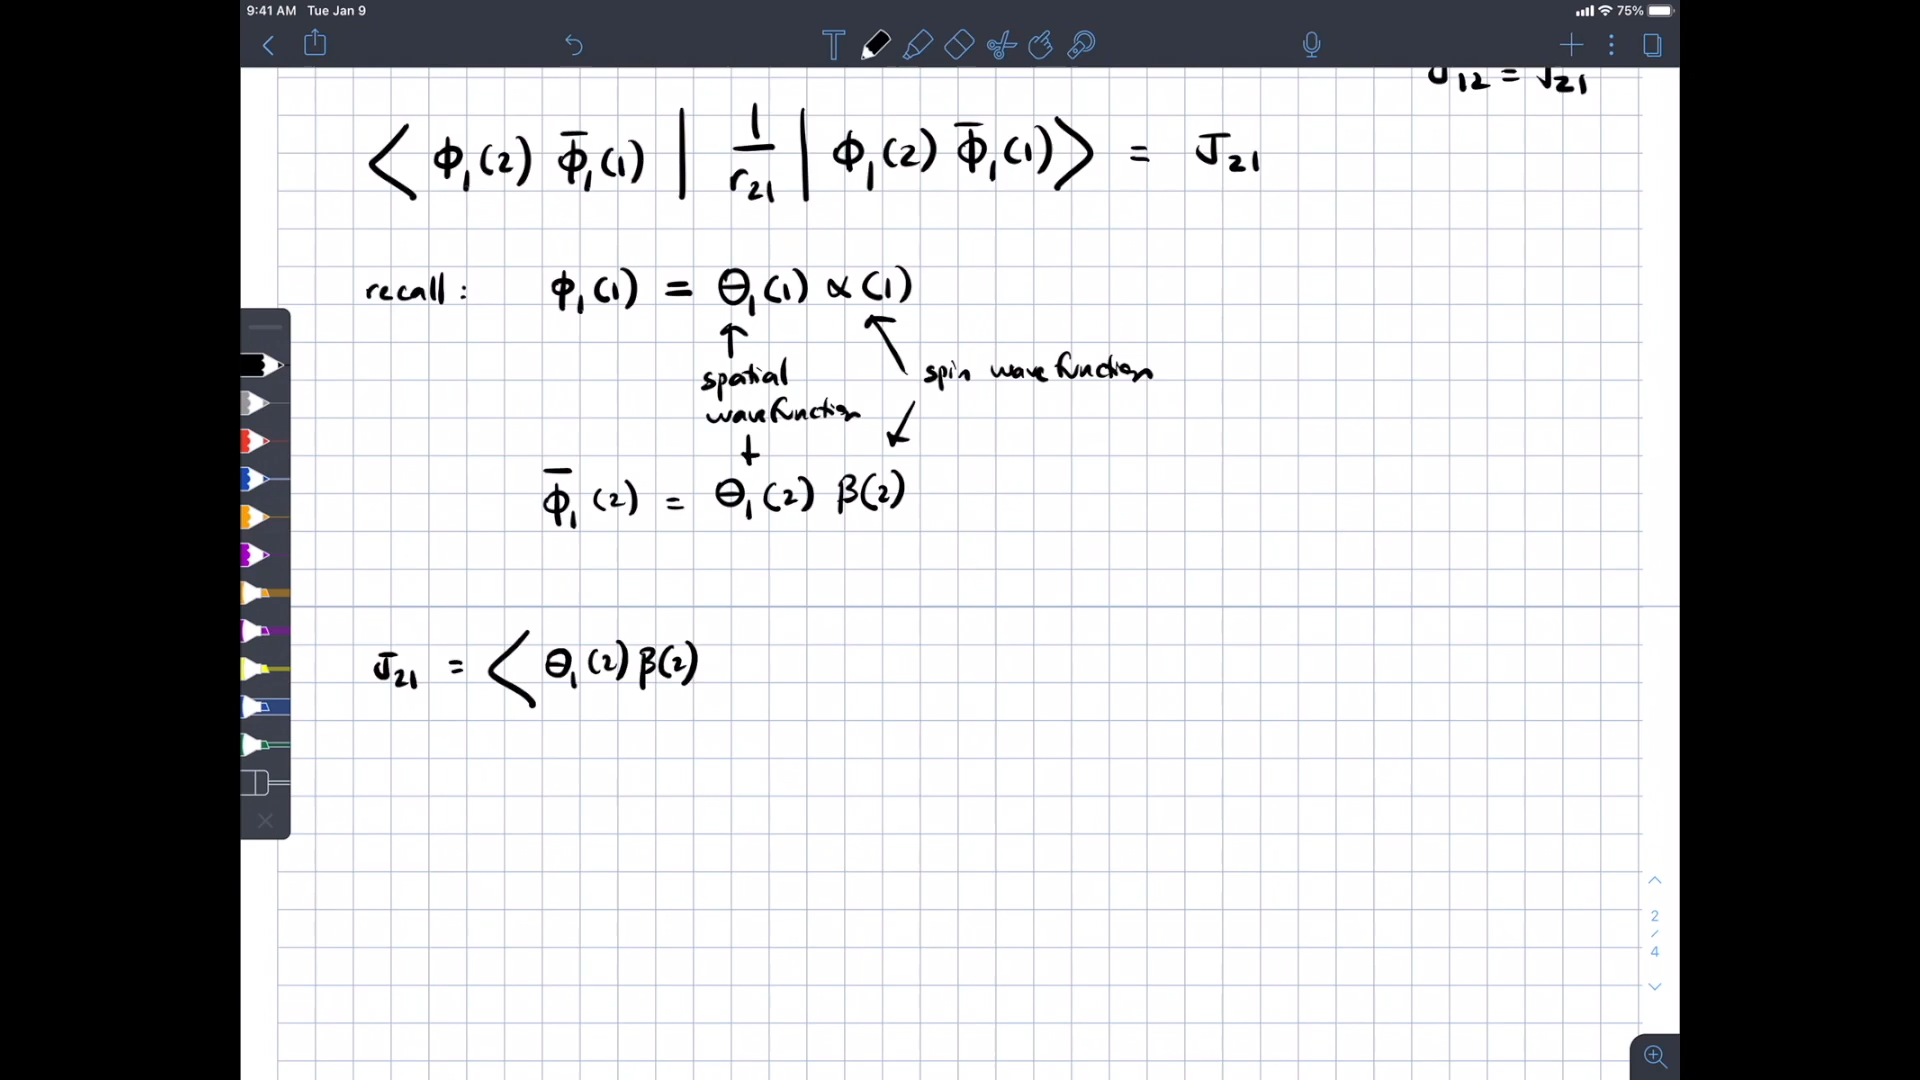 9:41 AM Tue Jan 9
75%
T
J₁₂ = J₂₁
⟨ ϕ₁(2) ϕ̅₁(1) | 1/r₂₁ | ϕ₁(2) ϕ̅₁(1) ⟩ = J₂₁
recall : ϕ₁(1) = θ₁(1) α(1)
spatial
wavefunction
spin wavefunction
ϕ̅₁(2) = θ₁(2) β(2)
J₂₁ = ⟨ θ₁(2) β(2)
2
/
4